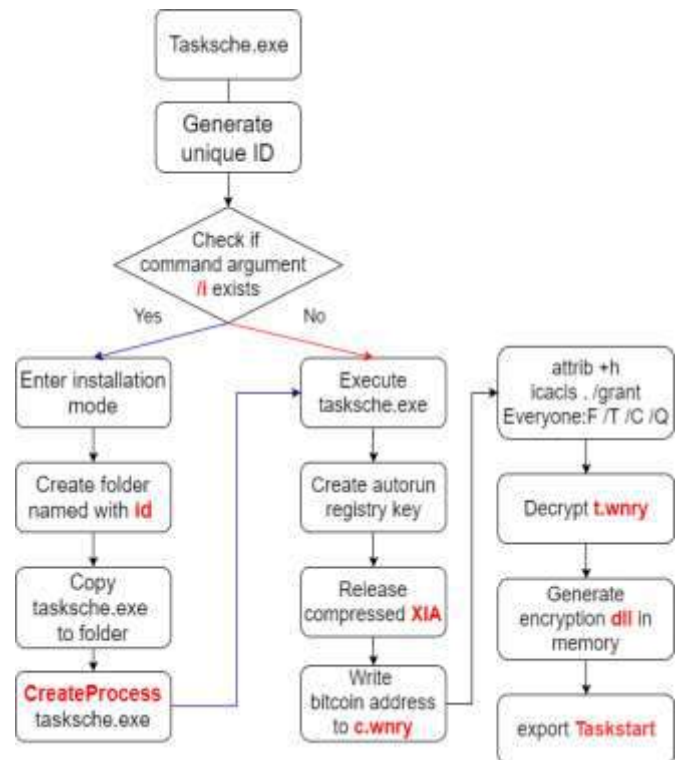 Tasksche.exe
Generate
unique ID
Check if
command argument
/i exists
Yes
No
Enter installation
mode
Create folder
named with id
Copy
tasksche.exe
to folder
CreateProcess
tasksche.exe
Execute
tasksche.exe
Create autorun
registry key
Release
compressed XIA
Write
bitcoin address
to c.wnry
attrib +h
icacls . /grant
Everyone:F /T /C /Q
Decrypt t.wnry
Generate
encryption dll in
memory
export Taskstart